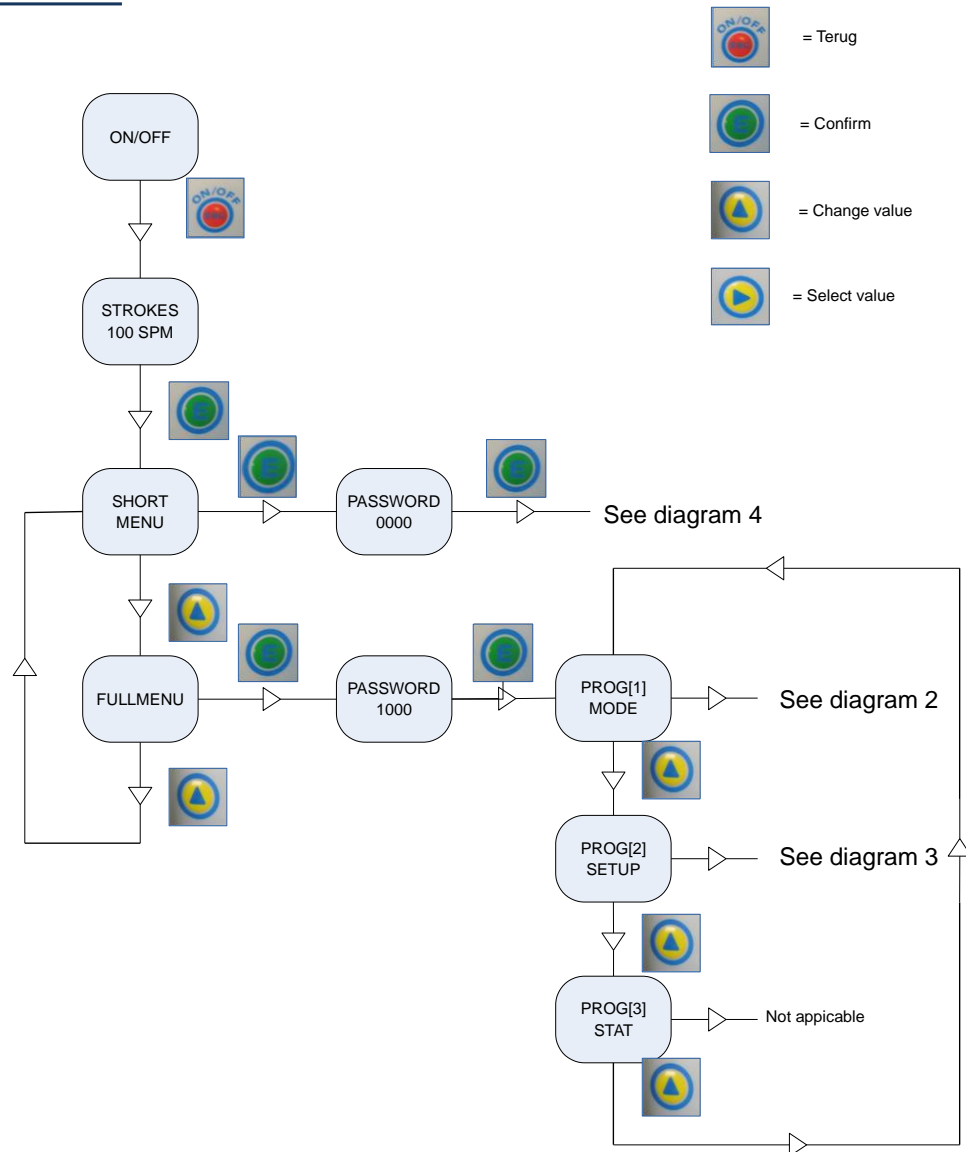 ON/OFF
= Terug
E
= Confirm
= Change value
= Select value
ON/OFF
ON/OFF
STROKES
100 SPM
E
E
E
SHORT
MENU
PASSWORD
0000
See diagram 4
E
E
FULLMENU
PASSWORD
1000
PROG[1]
MODE
See diagram 2
PROG[2]
SETUP
See diagram 3
PROG[3]
STAT
Not appicable